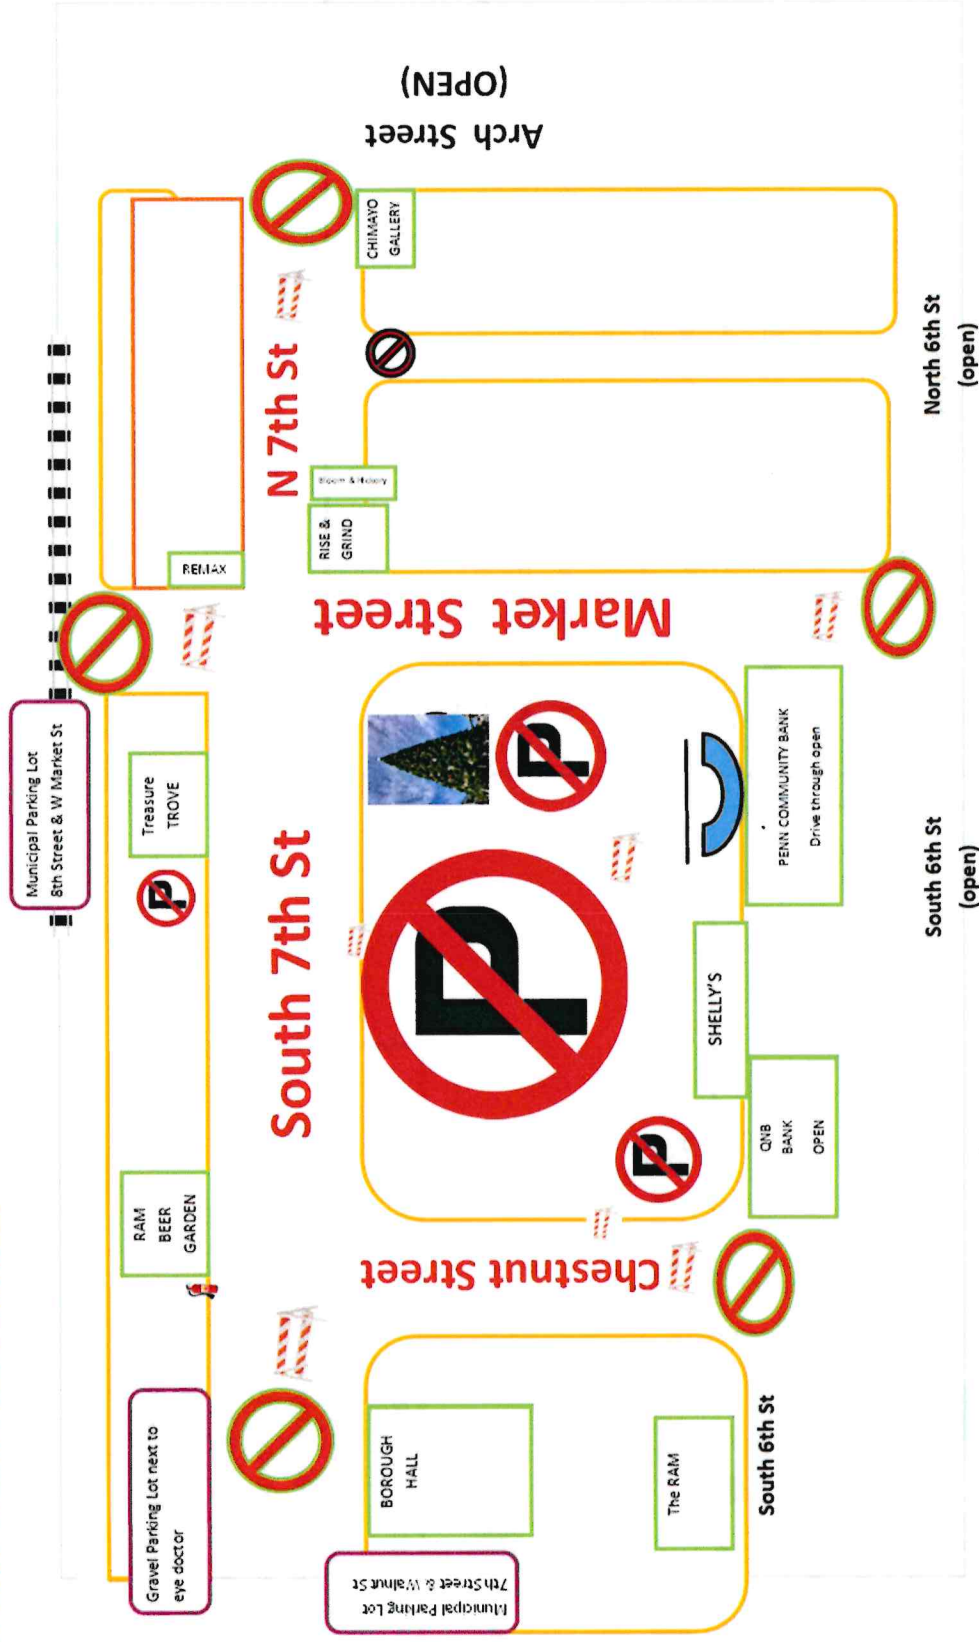 Municipal Parking Lot
8th Street & W Market St
Gravel Parking Lot next to
eye doctor
RAM
BEER
GARDEN
P
Treasure
TROVE
REMAX
South 7th St
N 7th St
Arch Street
(OPEN)
Municipal Parking Lot
7th Street & Walnut St
BOROUGH
HALL
The RAM
Chestnut Street
P
P
P
Market Street
RISE &
GRIND
Bloom & Hickory
CHIMAYO
GALLERY
SHELLY'S
QNB
BANK
OPEN
PENN COMMUNITY BANK
Drive through open
South 6th St
South 6th St
(open)
North 6th St
(open)